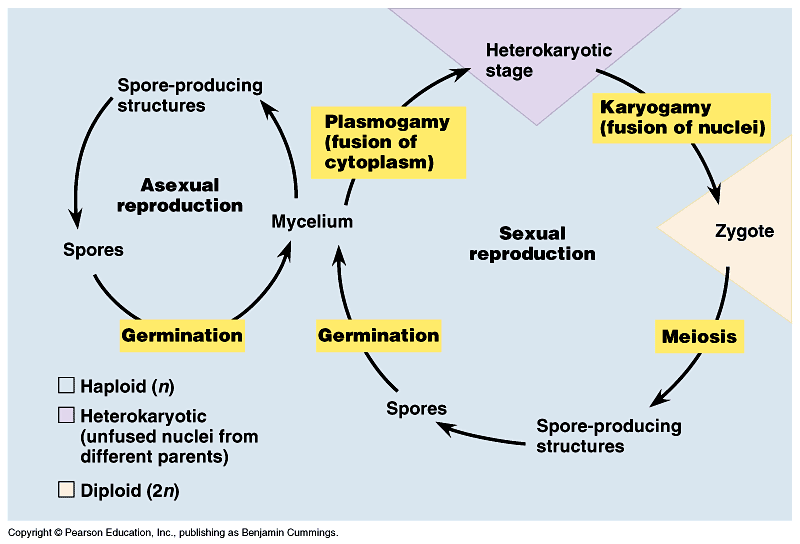 Heterokaryotic
stage
Spore-producing
structures
Plasmogamy
(fusion of
cytoplasm)
Karyogamy
(fusion of nuclei)
Asexual
reproduction
Mycelium
Sexual
reproduction
Zygote
Spores
Germination
Germination
Meiosis
Spores
Spore-producing
structures
Haploid (n)
Heterokaryotic
(unfused nuclei from
different parents)
Diploid (2n)
Copyright © Pearson Education, Inc., publishing as Benjamin Cummings.